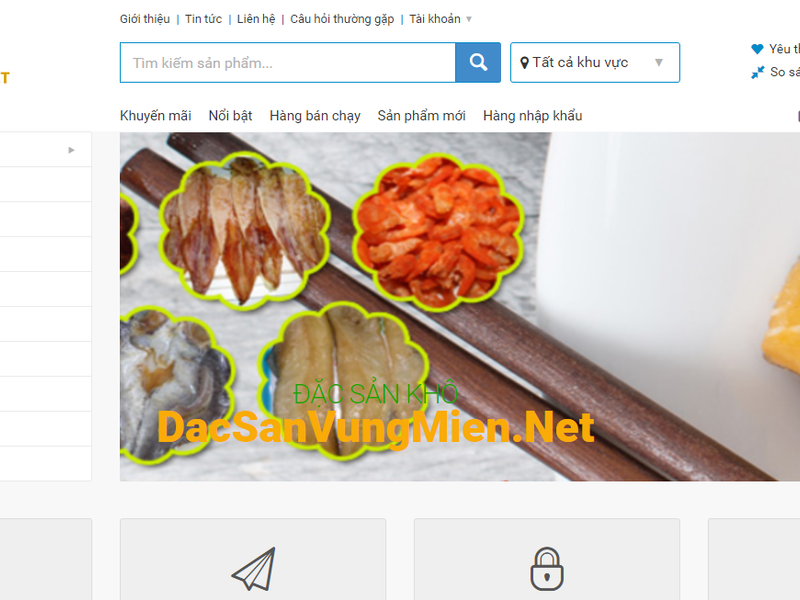 Giới thiệu | Tin tức | Liên hệ | Câu hỏi thường gặp | Tài khoản
T
Tìm kiếm sản phẩm...
Tất cả khu vực
Yêu th
So sá
Khuyến mãi Nổi bật Hàng bán chạy Sản phẩm mới Hàng nhập khẩu
ĐẶC SẢN KHÔ
DacSanVungMien.Net